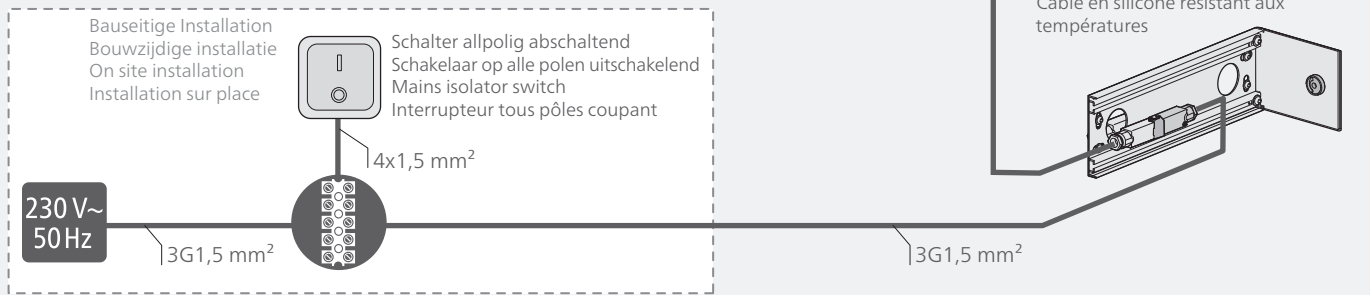 Bauseitige Installation
Bouwzijdige installatie
On site installation
Installation sur place
Schalter allpolig abschaltend
Schakelaar op alle polen uitschakelend
Mains isolator switch
Interrupteur tous pôles coupant
4x1,5 mm²
230 V~
50 Hz
3G1,5 mm²
3G1,5 mm²
Câble en silicone résistant aux
températures